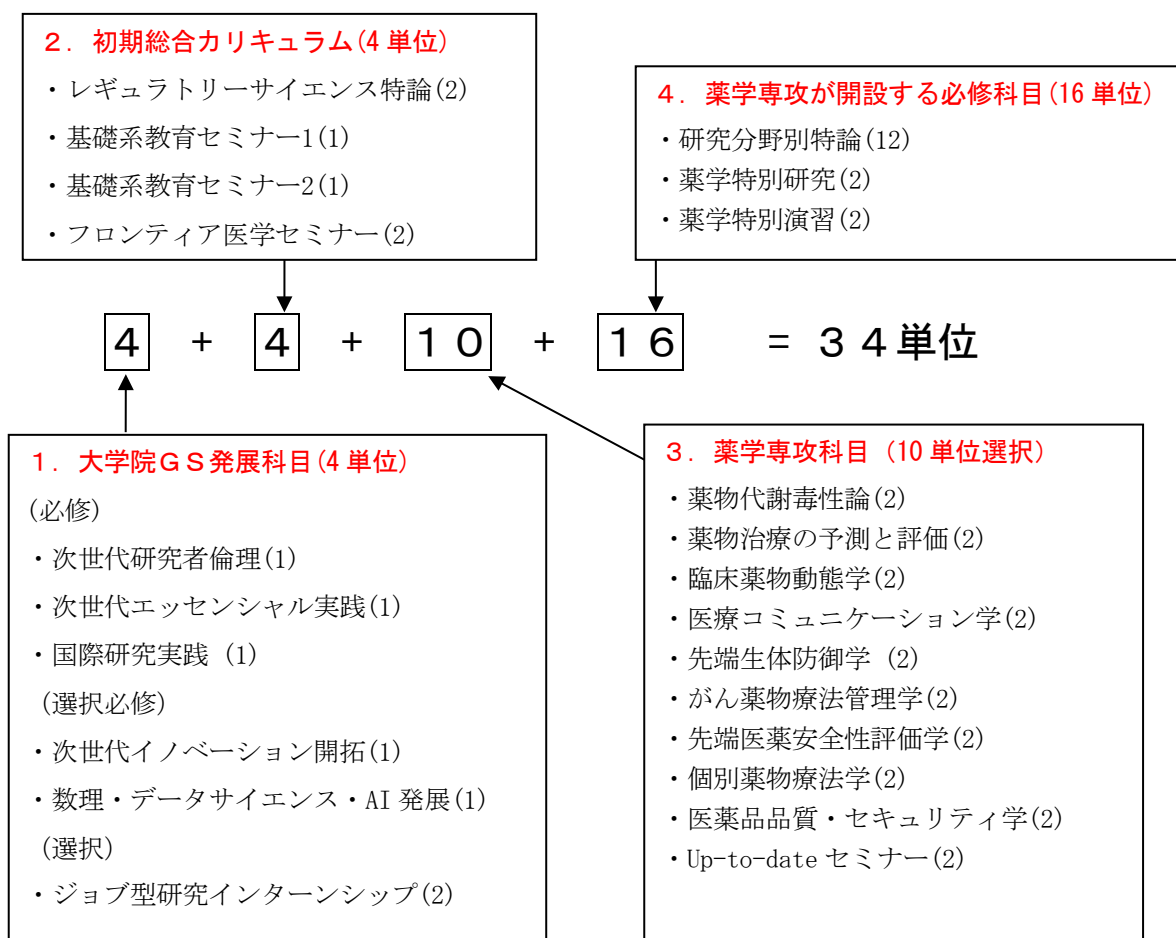 ２．初期総合カリキュラム(4 単位)
・レギュラトリーサイエンス特論(2)
・基礎系教育セミナー1(1)
・基礎系教育セミナー2(1)
・フロンティア医学セミナー(2)
４．薬学専攻が開設する必修科目(16 単位)
・研究分野別特論(12)
・薬学特別研究(2)
・薬学特別演習(2)
４ + ４ + １０ + １６ = ３４単位
１．大学院ＧＳ発展科目(4 単位)
(必修)
・次世代研究者倫理(1)
・次世代エッセンシャル実践(1)
・国際研究実践 (1)
(選択必修)
・次世代イノベーション開拓(1)
・数理・データサイエンス・AI 発展(1)
(選択)
・ジョブ型研究インターンシップ(2)
３．薬学専攻科目 (10 単位選択)
・薬物代謝毒性論(2)
・薬物治療の予測と評価(2)
・臨床薬物動態学(2)
・医療コミュニケーション学(2)
・先端生体防御学 (2)
・がん薬物療法管理学(2)
・先端医薬安全性評価学(2)
・個別薬物療法学(2)
・医薬品品質・セキュリティ学(2)
・Up-to-date セミナー(2)